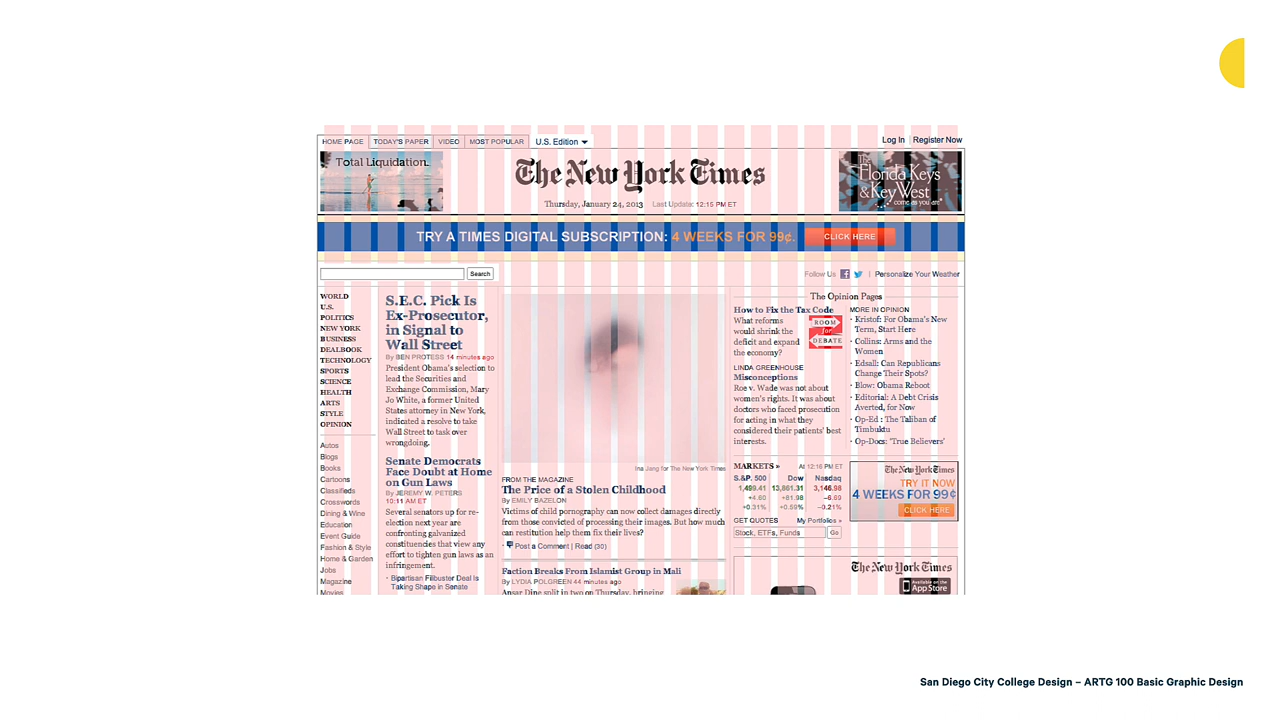 HOME PAGE TODAY'S PAPER VIDEO MOST POPULAR U.S. Edition
Log In Register Now
Total Liquidation.
The New York Times
The Florida Keys & Key West
...come as you are®
Thursday, January 24, 2013 Last Update: 12:15 PM ET
TRY A TIMES DIGITAL SUBSCRIPTION: 4 WEEKS FOR 99¢. CLICK HERE
Search
Follow Us | Personalize Your Weather
WORLD
U.S.
POLITICS
NEW YORK
BUSINESS
DEALBOOK
TECHNOLOGY
SPORTS
SCIENCE
HEALTH
ARTS
STYLE
OPINION
Autos
Blogs
Books
Cartoons
Classifieds
Crosswords
Dining & Wine
Education
Event Guide
Fashion & Style
Home & Garden
Jobs
Magazine
Movies
S.E.C. Pick Is
Ex-Prosecutor,
in Signal to
Wall Street
By BEN PROTESS 14 minutes ago
President Obama's selection to
lead the Securities and
Exchange Commission, Mary
Jo White, a former United
States attorney in New York,
indicated a resolve to take
Wall Street to task over
wrongdoing.
Senate Democrats
Face Doubt at Home
on Gun Laws
By JEREMY W. PETERS
10:11 AM ET
Several senators up for re-
election next year are
confronting galvanized
constituencies that view any
effort to tighten gun laws as an
infringement.
· Bipartisan Filibuster Deal Is
Taking Shape in Senate
Ina Jang for The New York Times
FROM THE MAGAZINE
The Price of a Stolen Childhood
By EMILY BAZELON
Victims of child pornography can now collect damages directly
from those convicted of processing their images. But how much
can restitution help them fix their lives?
· Post a Comment | Read (30)
Faction Breaks From Islamist Group in Mali
By LYDIA POLGREEN 44 minutes ago
Ansar Dine split in two on Thursday, bringing
The Opinion Pages
How to Fix the Tax Code
What reforms
would shrink the
deficit and expand
the economy?
ROOM
for
DEBATE
LINDA GREENHOUSE
Misconceptions
Roe v. Wade was not about
women's rights. It was about
doctors who faced prosecution
for acting in what they
considered their patients' best
interests.
MORE IN OPINION
· Kristof: For Obama's New
Term, Start Here
· Collins: Arms and the
Women
· Edsall: Can Republicans
Change Their Spots?
· Blow: Obama Reboot
· Editorial: A Debt Crisis
Averted, for Now
· Op-Ed : The Taliban of
Timbuktu
· Op-Docs: 'True Believers'
MARKETS » At 12:16 PM ET
S.&P. 500 Dow Nasdaq
1,499.41 13,861.31 3,146.98
+4.60 +81.98 -6.69
+0.31% +0.59% -0.21%
GET QUOTES My Portfolios »
Stock, ETFs, Funds Go
The New York Times
TRY IT NOW
4 WEEKS FOR 99¢
CLICK HERE
The New York Times
Available on the
App Store
San Diego City College Design – ARTG 100 Basic Graphic Design